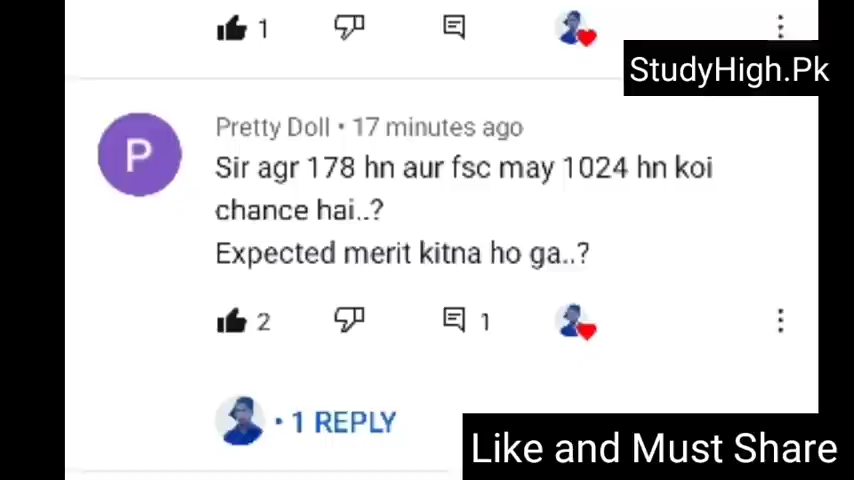 1
StudyHigh.Pk
P
Pretty Doll • 17 minutes ago
Sir agr 178 hn aur fsc may 1024 hn koi
chance hai..?
Expected merit kitna ho ga..?
2
1
• 1 REPLY
Like and Must Share